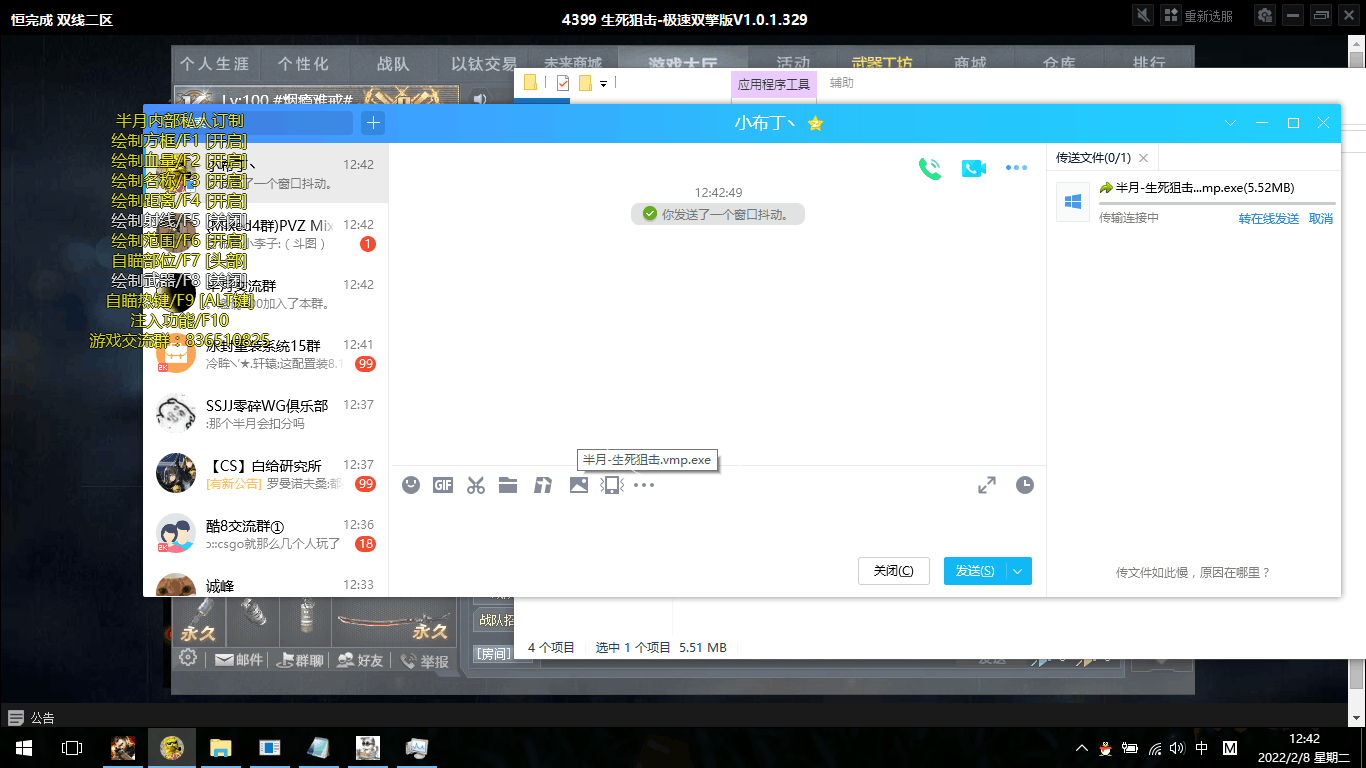 恒完成 双线二区
4399 生死狙击-极速双擎版V1.0.1.329
重新选服
个人生涯 个性化 战队 以钛交易 未来商城 游戏大厅 活动 武器工坊 商城 仓库 排行
应用程序工具 辅助
Lv:100 #烟瘾难戒#
半月内部私人订制
绘制方框/F1 [开启]
绘制血量/F2 [开启]
绘制名称/F3 [开启]
绘制距离/F4 [开启]
绘制射线/F5 [关闭]
绘制范围/F6 [开启]
自瞄部位/F7 [头部]
绘制武器/F8 [关闭]
自瞄热键/F9 [ALT键]
注入功能/F10
游戏交流群：836510825
小布丁丶
12:42
了一个窗口抖动。
(Mixed4群)PVZ Mix 12:42
小李子:（斗图） 1
12:42
00加入了本群。
冰封重装系统15群 12:41
冷眸ヽ'★.轩辕:这配置装8.1 99
SSJJ零碎WG俱乐部 12:37
:那个半月会扣分吗
【CS】白给研究所 12:37
[有新公告] 罗曼诺夫桑:都 99
酷8交流群① 12:36
ɔ::csgo就那么几个人玩了 18
诚峰 12:33
12:42:49
你发送了一个窗口抖动。
半月-生死狙击.vmp.exe
GIF
关闭(C) 发送(S)
传送文件(0/1)
半月-生死狙击...mp.exe(5.52MB)
传输连接中 转在线发送 取消
传文件如此慢，原因在哪里？
永久 永久
战队招
[房间]
邮件 群聊 好友 举报
发送
4 个项目 选中 1 个项目 5.51 MB
公告
中 M
12:42
2022/2/8 星期二